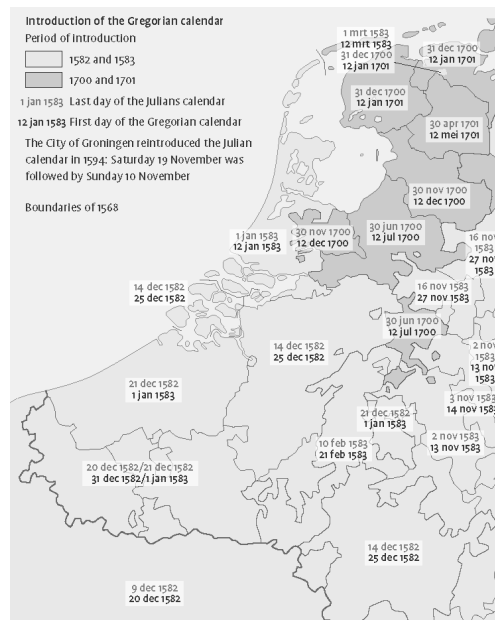 Introduction of the Gregorian calendar
Period of introduction
1582 and 1583
1700 and 1701
1 jan 1583 Last day of the Julians calendar
12 jan 1583 First day of the Gregorian calendar
The City of Groningen reintroduced the Julian
calendar in 1594: Saturday 19 November was
followed by Sunday 10 November
Boundaries of 1568
1 mrt 1583
12 mrt 1583
31 dec 1700
12 jan 1701
31 dec 1700
12 jan 1701
31 dec 1700
12 jan 1701
30 apr 1701
12 mei 1701
30 nov 1700
12 dec 1700
1 jan 1583
12 jan 1583
30 nov 1700
12 dec 1700
30 jun 1700
12 jul 1700
16 nov
1583
27 nov
1583
14 dec 1582
25 dec 1582
16 nov 1583
27 nov 1583
30 jun 1700
12 jul 1700
14 dec 1582
25 dec 1582
2 nov
1583
13 nov
1583
21 dec 1582
1 jan 1583
3 nov 1583
14 nov 1583
21 dec 1582
1 jan 1583
10 feb 1583
21 feb 1583
2 nov 1583
13 nov 1583
20 dec 1582/21 dec 1582
31 dec 1582/1 jan 1583
14 dec 1582
25 dec 1582
9 dec 1582
20 dec 1582